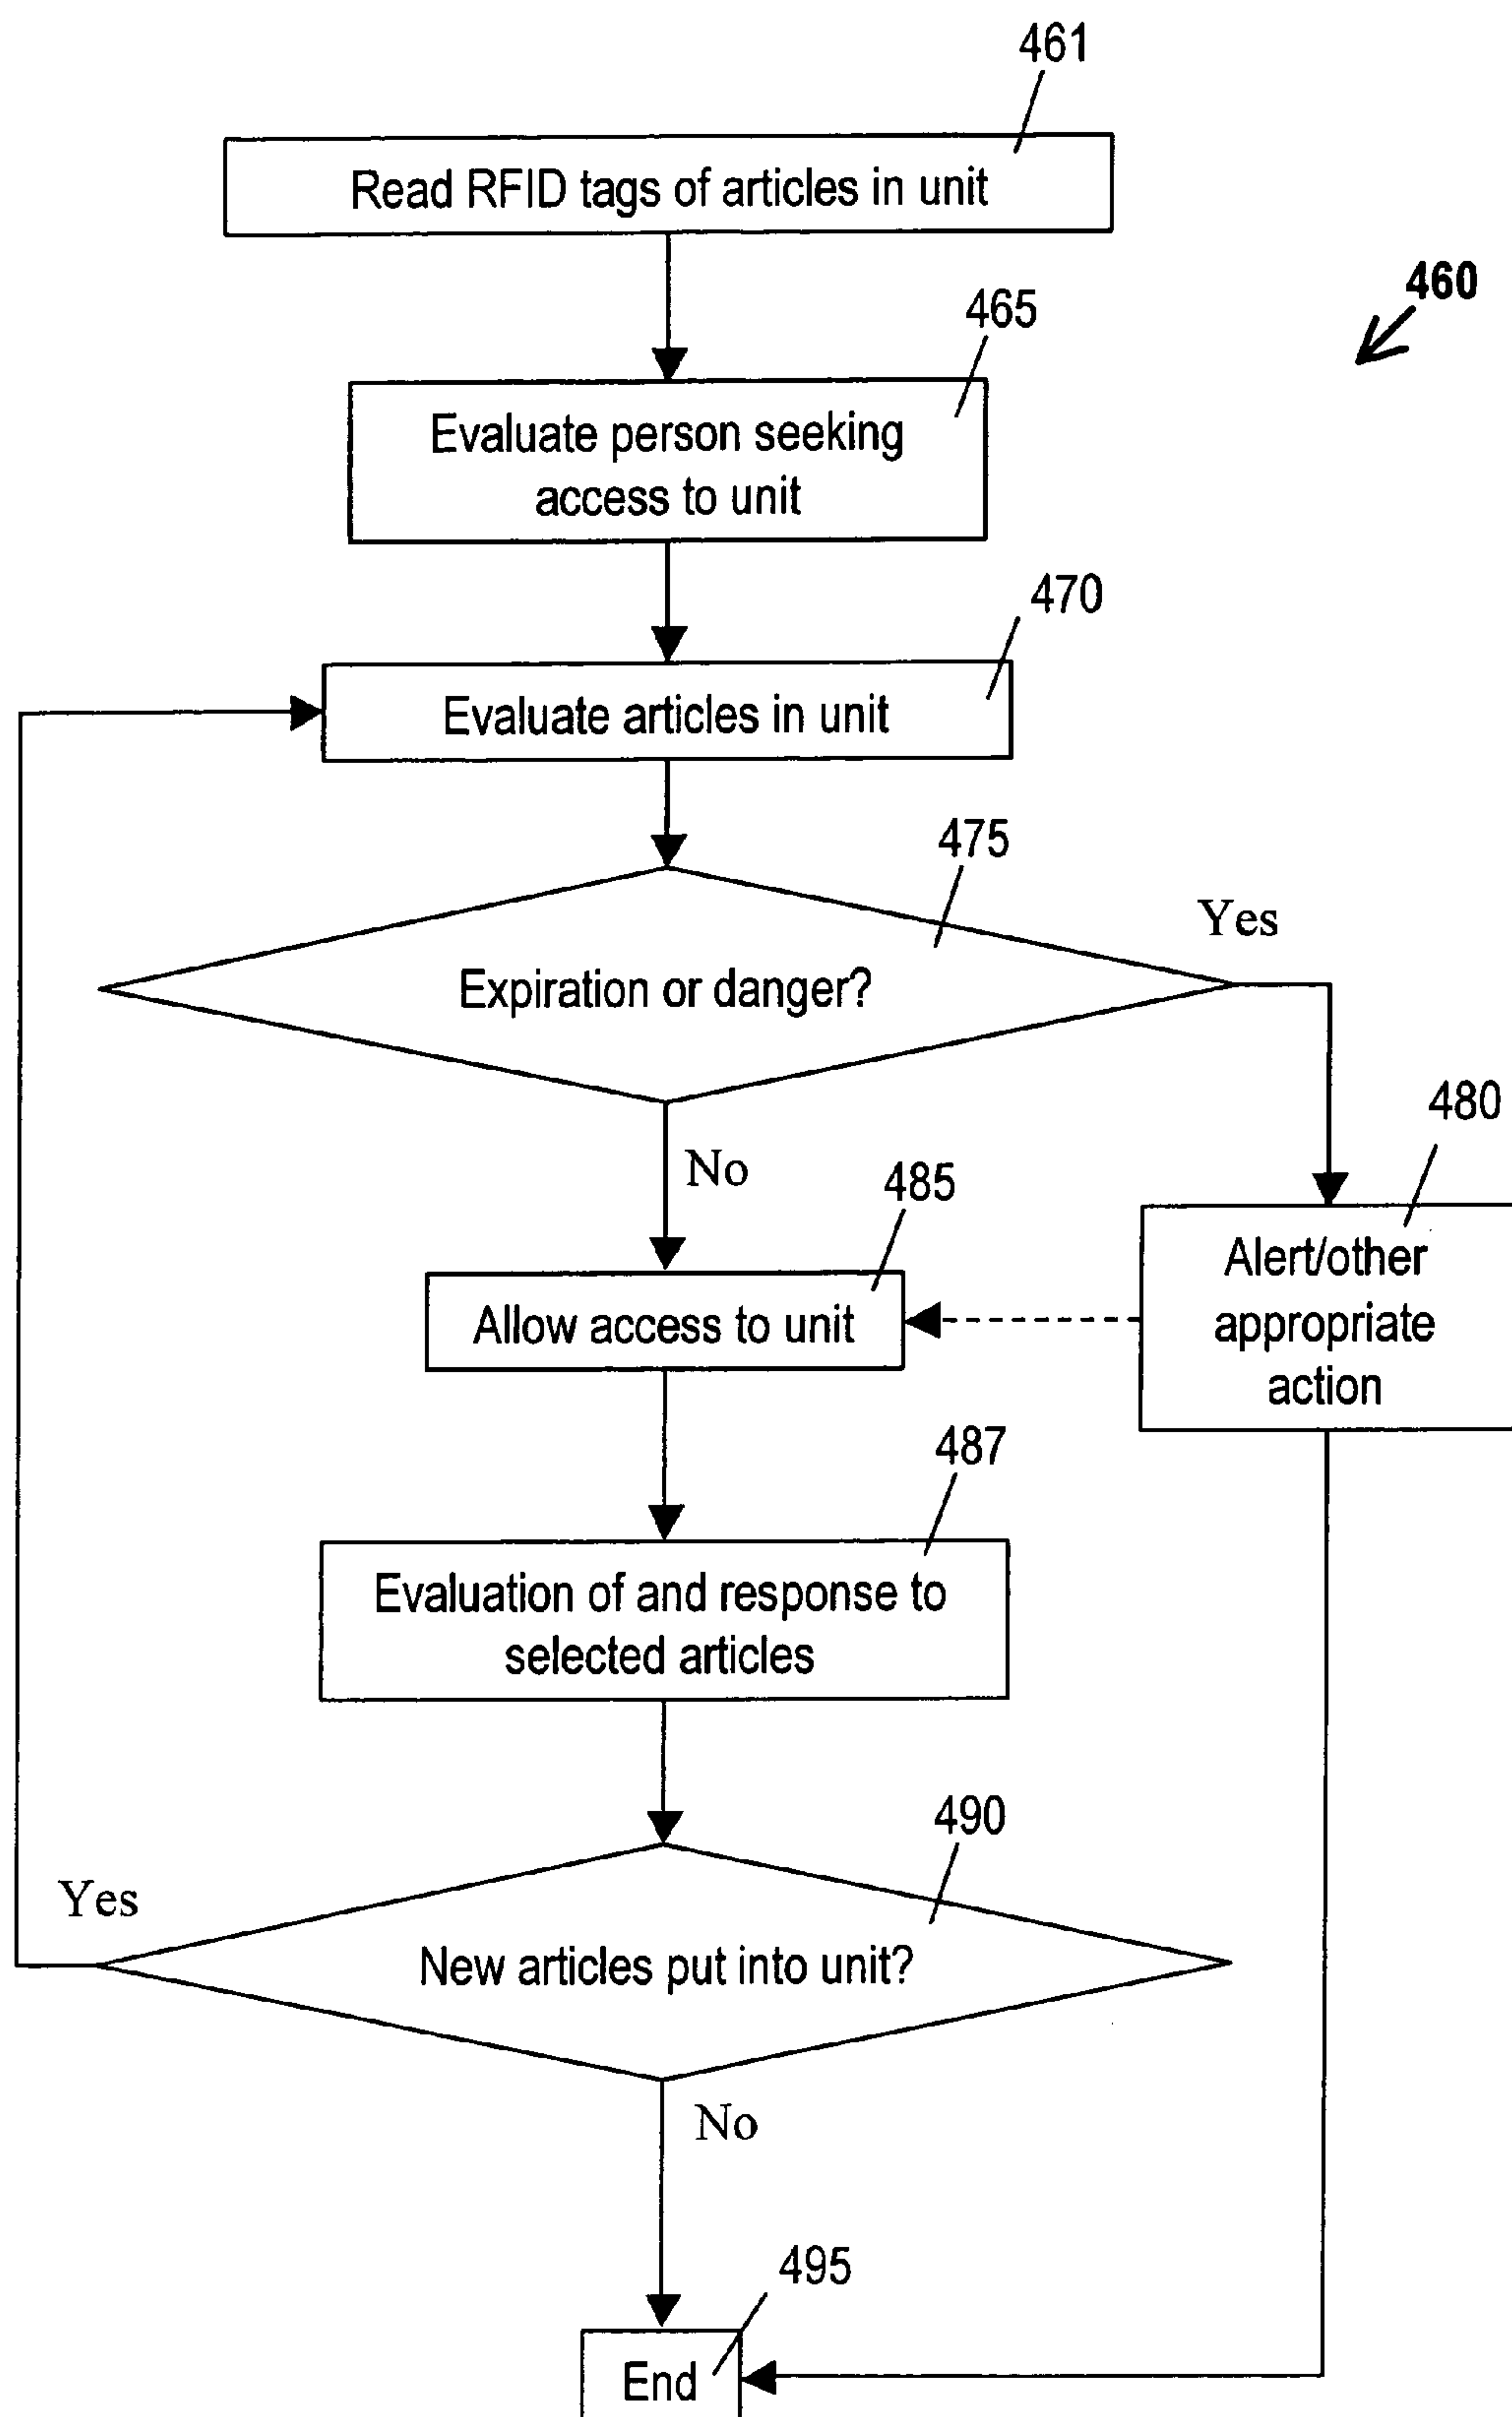 461
Read RFID tags of articles in unit
460
465
Evaluate person seeking
access to unit
470
Evaluate articles in unit
475
Yes
Expiration or danger?
480
No
485
Alert/other
appropriate
action
Allow access to unit
487
Evaluation of and response to
selected articles
490
Yes
New articles put into unit?
No
495
End